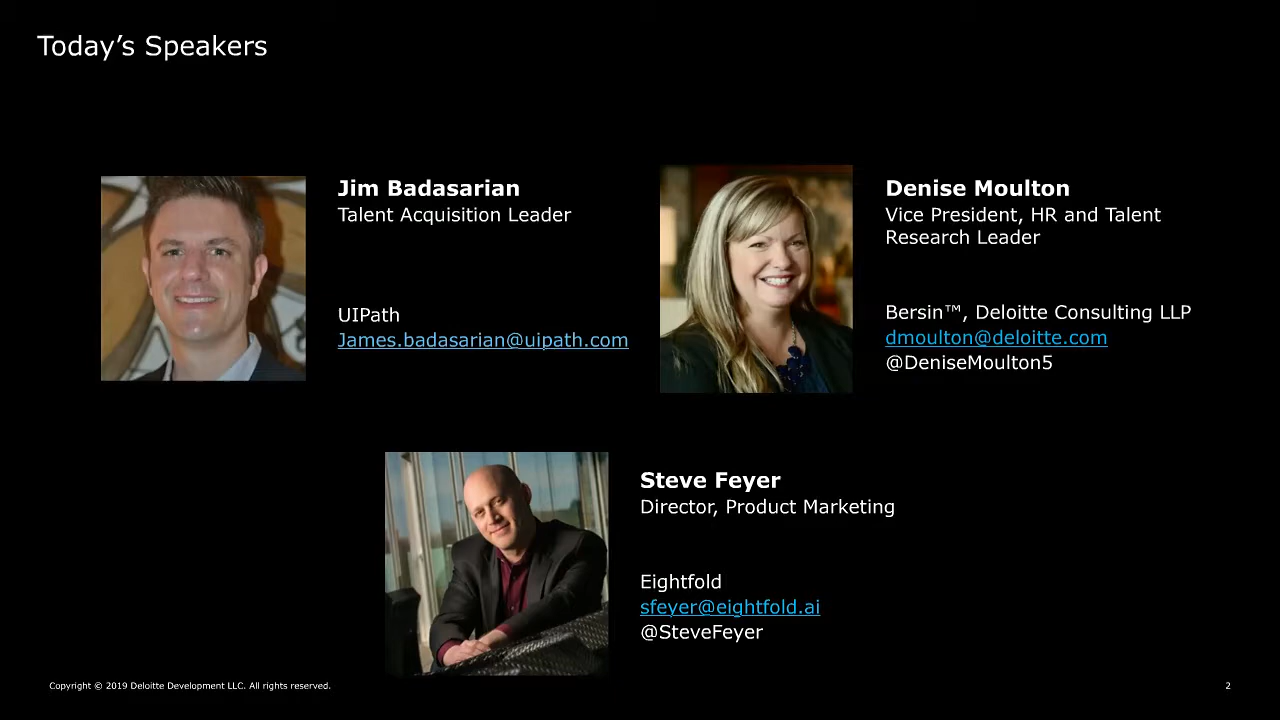 Today’s Speakers
Jim Badasarian
Talent Acquisition Leader
UIPath
James.badasarian@uipath.com
Denise Moulton
Vice President, HR and Talent
Research Leader
Bersin™, Deloitte Consulting LLP
dmoulton@deloitte.com
@DeniseMoulton5
Steve Feyer
Director, Product Marketing
Eightfold
sfeyer@eightfold.ai
@SteveFeyer
Copyright © 2019 Deloitte Development LLC. All rights reserved.
2